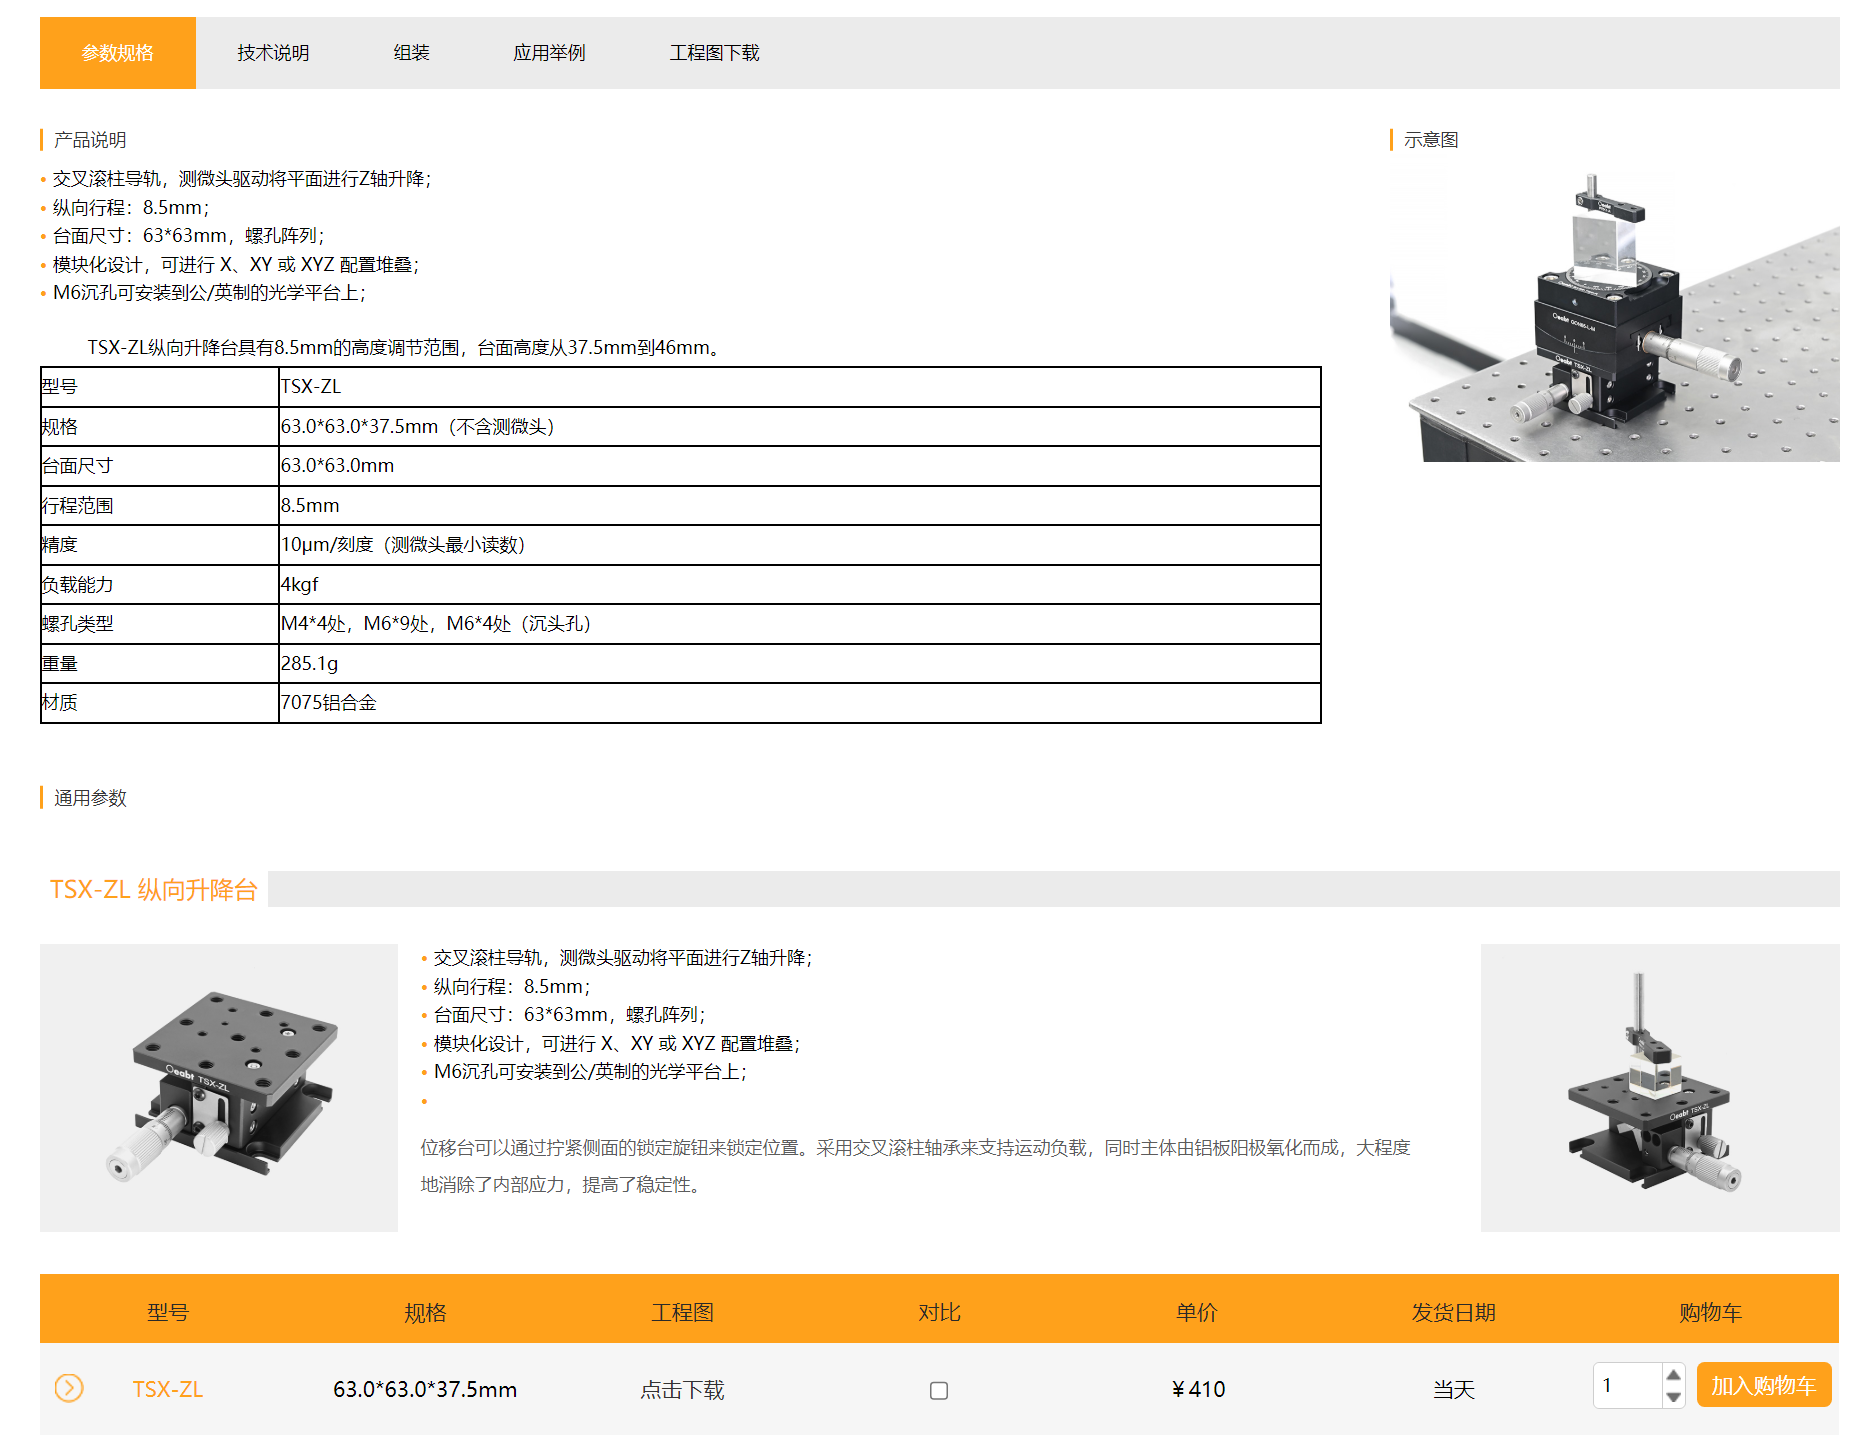 参数规格 技术说明 组装 应用举例 工程图下载
产品说明
示意图
• 交叉滚柱导轨，测微头驱动将平面进行Z轴升降；
• 纵向行程：8.5mm；
• 台面尺寸：63*63mm，螺孔阵列；
• 模块化设计，可进行 X、XY 或 XYZ 配置堆叠；
• M6沉孔可安装到公/英制的光学平台上；
TSX-ZL纵向升降台具有8.5mm的高度调节范围，台面高度从37.5mm到46mm。
型号 TSX-ZL
规格 63.0*63.0*37.5mm（不含测微头）
台面尺寸 63.0*63.0mm
行程范围 8.5mm
精度 10μm/刻度（测微头最小读数）
负载能力 4kgf
螺孔类型 M4*4处，M6*9处，M6*4处（沉头孔）
重量 285.1g
材质 7075铝合金
Oeabt
Oeabt TSX-ZL
通用参数
TSX-ZL 纵向升降台
Oeabt TSX-ZL
• 交叉滚柱导轨，测微头驱动将平面进行Z轴升降；
• 纵向行程：8.5mm；
• 台面尺寸：63*63mm，螺孔阵列；
• 模块化设计，可进行 X、XY 或 XYZ 配置堆叠；
• M6沉孔可安装到公/英制的光学平台上；
•
位移台可以通过拧紧侧面的锁定旋钮来锁定位置。采用交叉滚柱轴承来支持运动负载，同时主体由铝板阳极氧化而成，大程度
地消除了内部应力，提高了稳定性。
Oeabt TSX-ZL
型号 规格 工程图 对比 单价 发货日期 购物车
TSX-ZL 63.0*63.0*37.5mm 点击下载 ¥410 当天 1 加入购物车